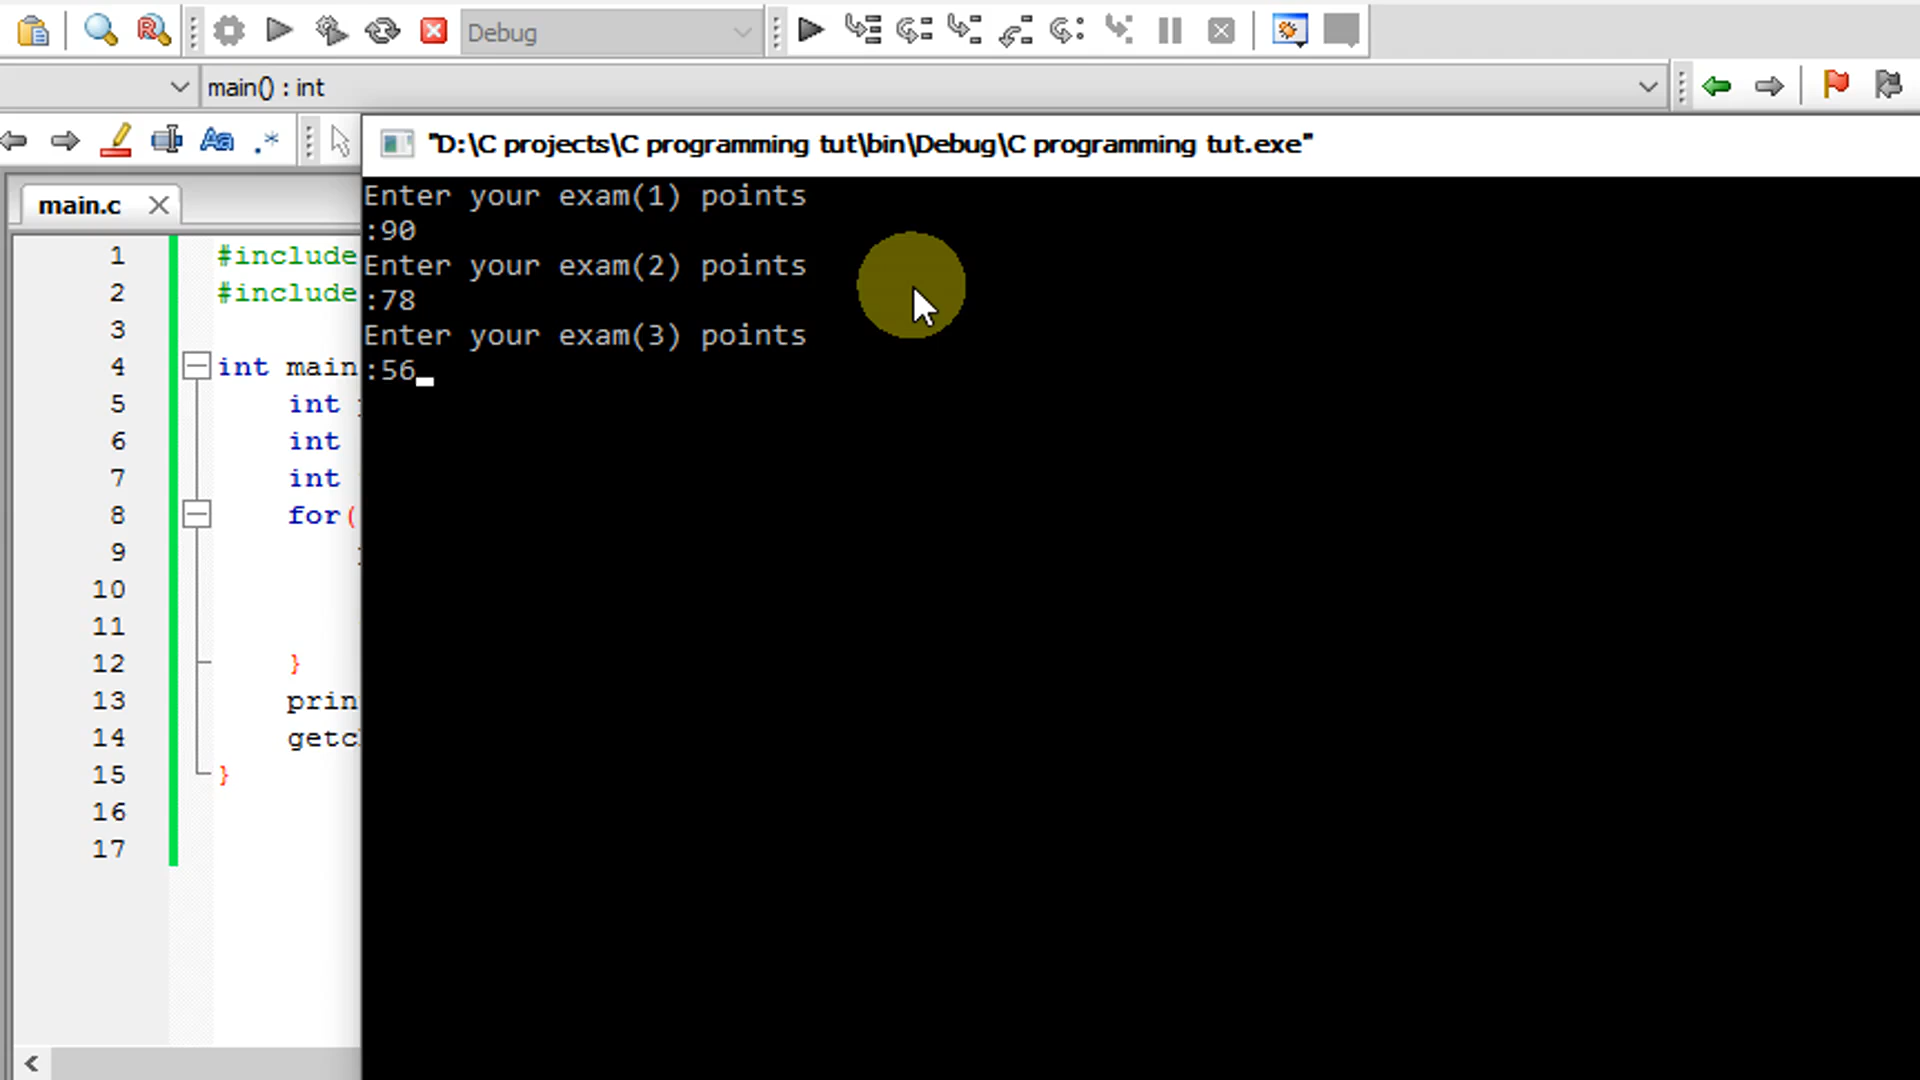 Debug
main() : int
"D:\C projects\C programming tut\bin\Debug\C programming tut.exe"
main.c
Enter your exam(1) points
:90
Enter your exam(2) points
:78
Enter your exam(3) points
:56
1 #include
2 #include
3
4 int main
5 int
6 int
7 int
8 for(
9
10
11
12 }
13 prin
14 getc
15 }
16
17